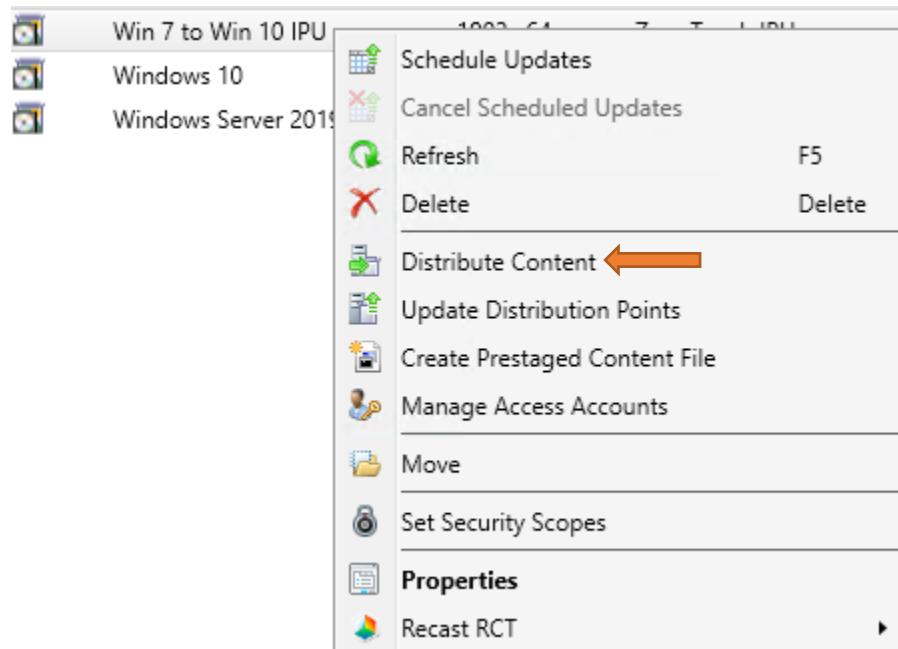 Win 7 to Win 10 IPU
Windows 10
Windows Server 2019
Schedule Updates
Cancel Scheduled Updates
Refresh F5
Delete Delete
Distribute Content
Update Distribution Points
Create Prestaged Content File
Manage Access Accounts
Move
Set Security Scopes
Properties
Recast RCT